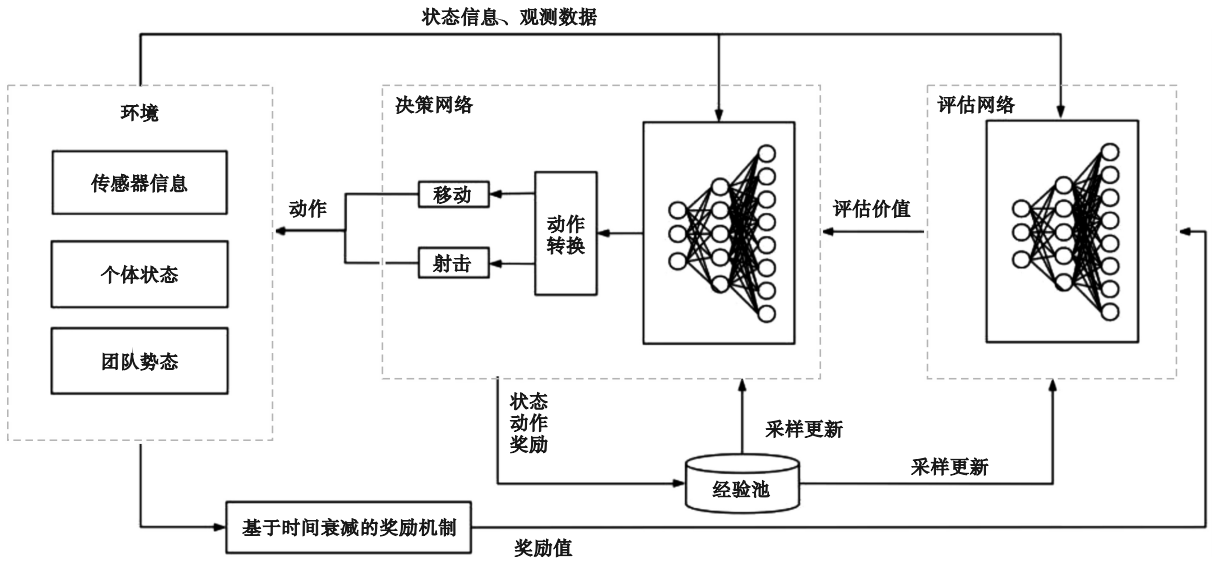 状态信息、观测数据
环境
传感器信息
个体状态
团队势态
动作
决策网络
移动
射击
动作
转换
评估价值
评估网络
状态
动作
奖励
采样更新
经验池
采样更新
基于时间衰减的奖励机制
奖励值